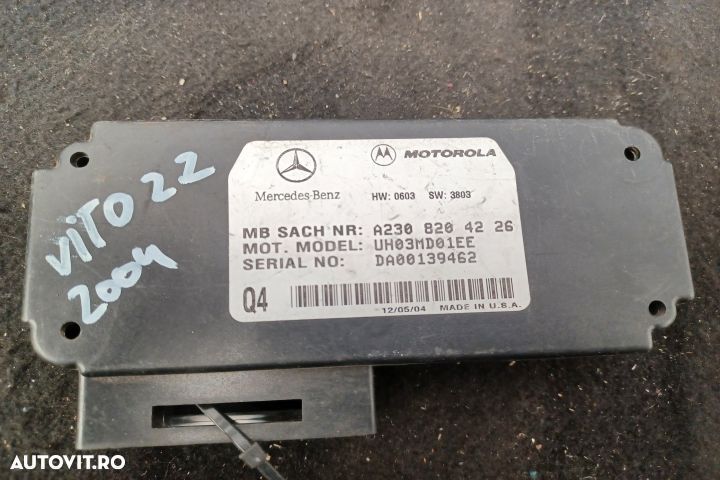 VITO 22
2004
MOTOROLA
Mercedes-Benz
HW: 0603 SW: 3803
MB SACH NR: A230 820 42 26
MOT. MODEL: UH03MD01EE
SERIAL NO: DA00139462
Q4
12/05/04 MADE IN U.S.A.
AUTOVIT.RO